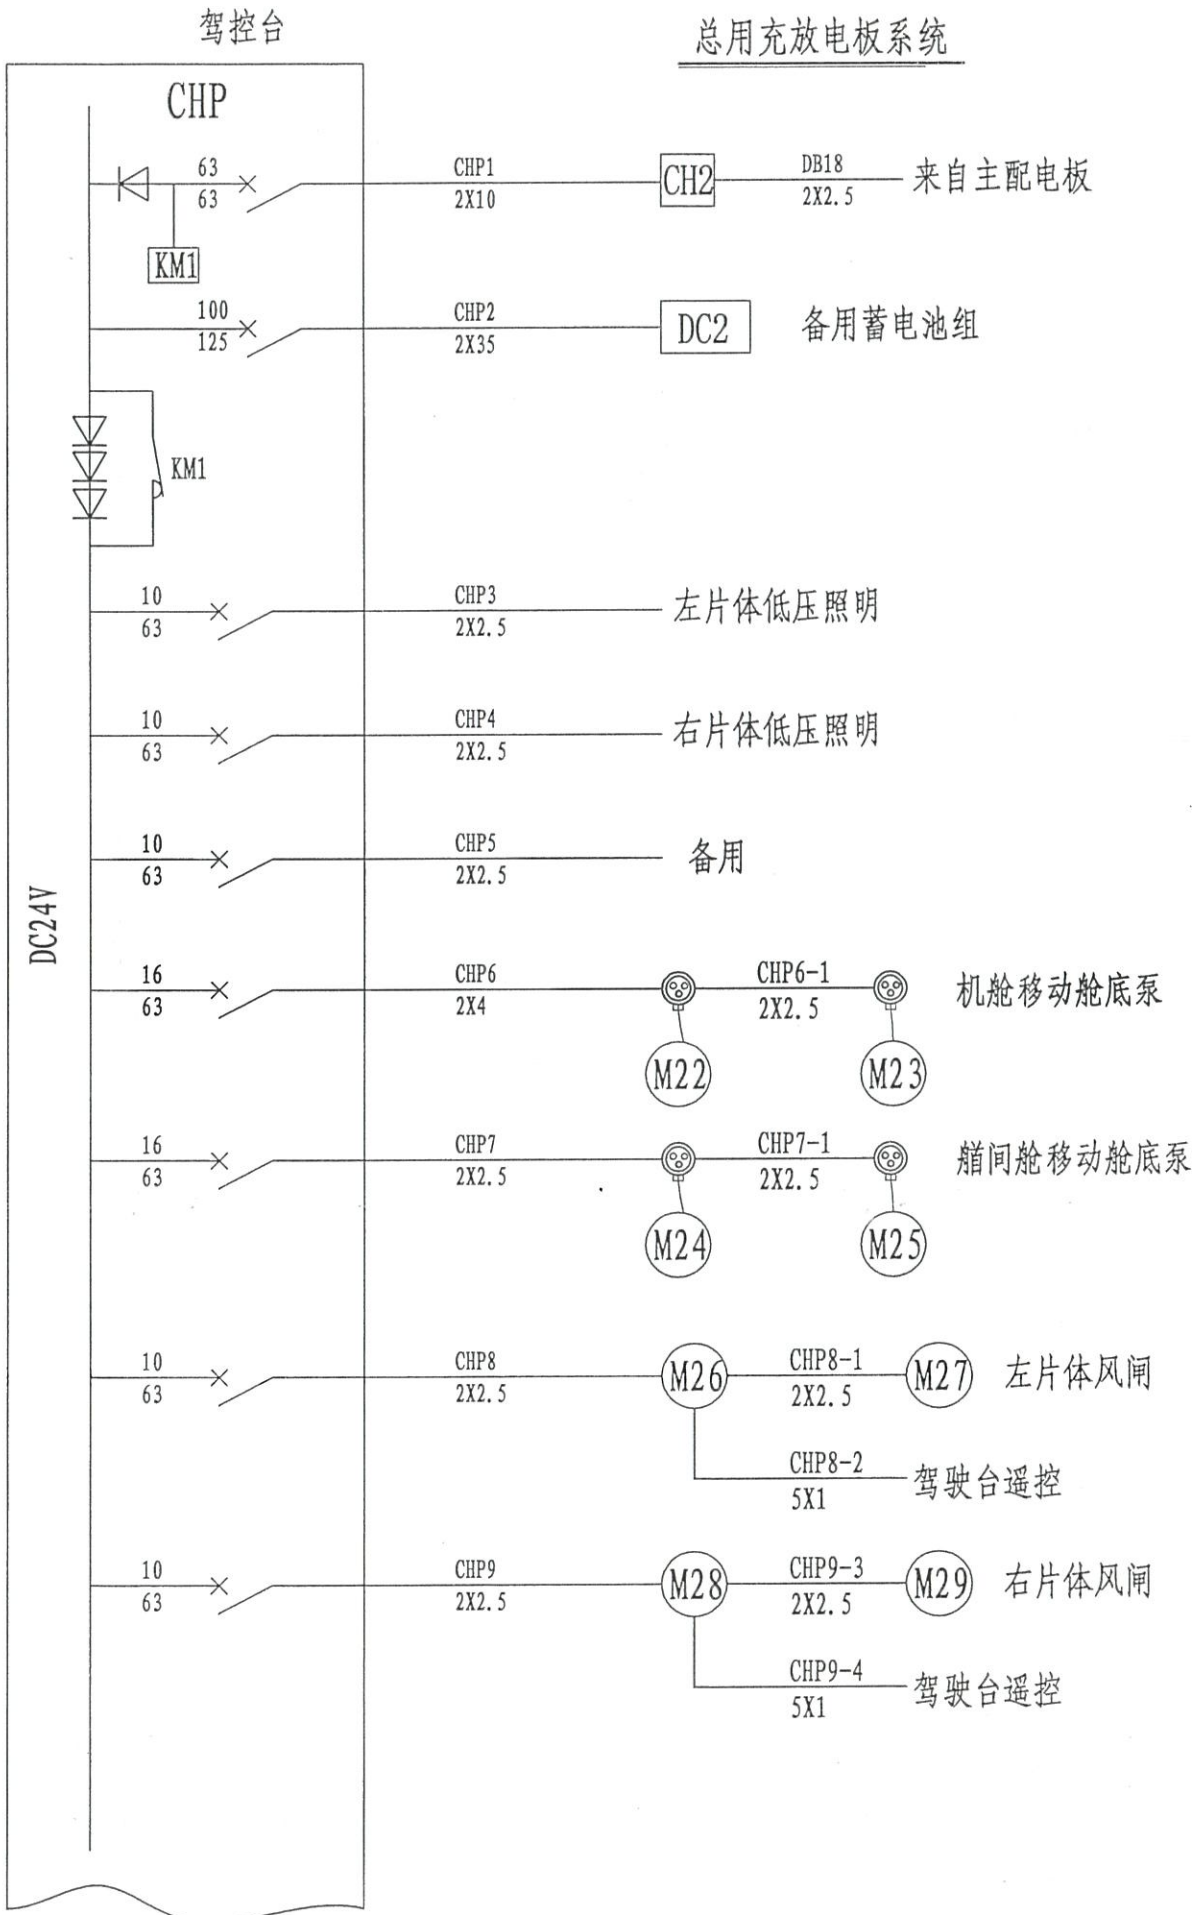 驾控台
总用充放电板系统
CHP
63
63
CHP1
2X10
CH2
DB18
2X2.5
来自主配电板
KM1
100
125
CHP2
2X35
DC2
备用蓄电池组
KM1
10
63
CHP3
2X2.5
左片体低压照明
10
63
CHP4
2X2.5
右片体低压照明
10
63
CHP5
2X2.5
备用
DC24V
16
63
CHP6
2X4
CHP6-1
2X2.5
机舱移动舱底泵
M22
M23
16
63
CHP7
2X2.5
CHP7-1
2X2.5
艏间舱移动舱底泵
M24
M25
10
63
CHP8
2X2.5
M26
CHP8-1
2X2.5
M27
左片体风闸
CHP8-2
5X1
驾驶台遥控
10
63
CHP9
2X2.5
M28
CHP9-3
2X2.5
M29
右片体风闸
CHP9-4
5X1
驾驶台遥控